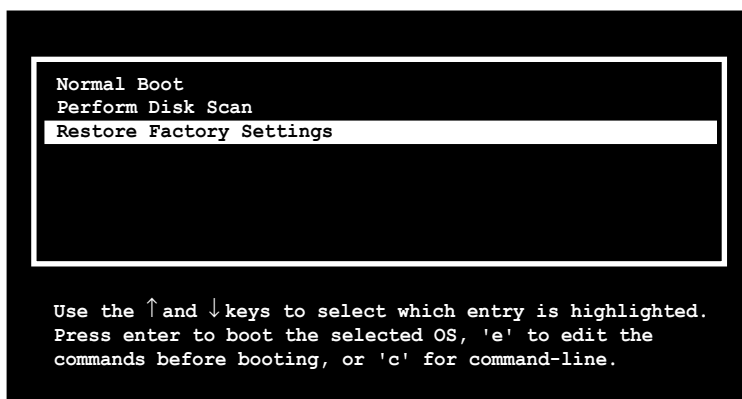 Normal Boot
Perform Disk Scan
Restore Factory Settings
Use the ↑ and ↓ keys to select which entry is highlighted.
Press enter to boot the selected OS, 'e' to edit the
commands before booting, or 'c' for command-line.